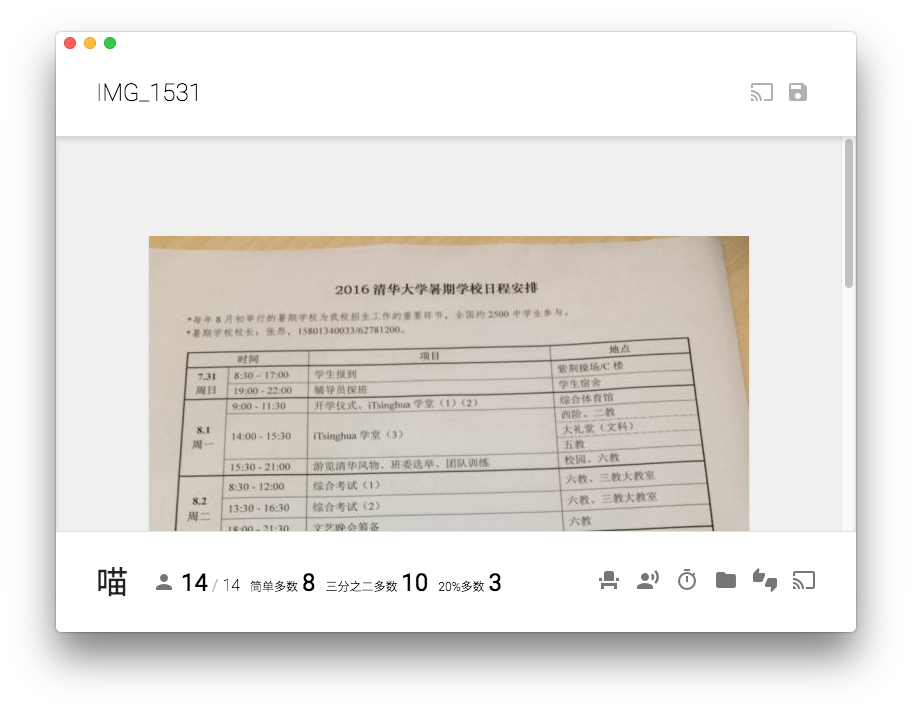 IMG_1531
2016 清华大学暑期学校日程安排
*每年 8 月初举行的暑期学校为我校招生工作的重要环节，全国约 2500 中学生参与。
*暑期学校校长：张昂，15801340033/62781200。
时间 项目 地点
7.31 周日 8:30 – 17:00 学生报到 紫荆操场/C 楼
19:00 - 22:00 辅导员探班 学生宿舍
8.1 周一 9:00 - 11:30 开学仪式、iTsinghua 学堂（1）（2） 综合体育馆
14:00 - 15:30 iTsinghua 学堂（3） 西阶、二教
大礼堂（文科）
五教
15:30 - 21:00 游览清华风物、班委选举、团队训练 校园、六教
8.2 周二 8:30 - 12:00 综合考试（1） 六教、三教大教室
13:30 - 16:30 综合考试（2） 六教、三教大教室
18:00 - 21:30 文艺晚会筹备 六教
喵 14 / 14 简单多数 8 三分之二多数 10 20%多数 3